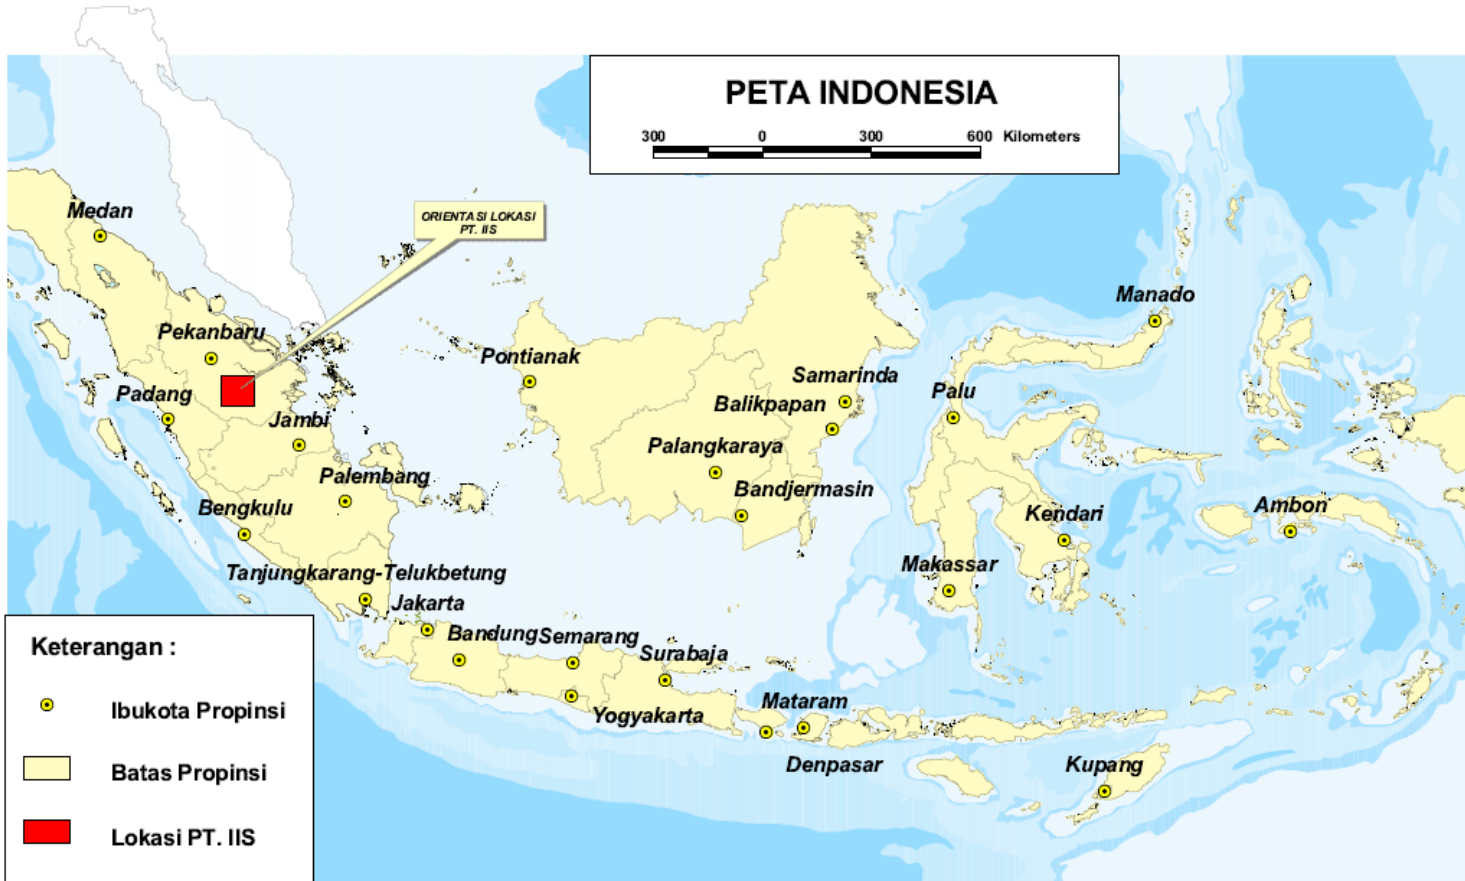 PETA INDONESIA
300 0 300 600 Kilometers
Medan
ORIENTASI LOKASI
PT. IIS
Manado
Pekanbaru
Pontianak
Padang
Samarinda
Palu
Balikpapan
Jambi
Palangkaraya
Palembang
Bandjermasin
Bengkulu
Kendari
Ambon
Makassar
Tanjungkarang-Telukbetung
Jakarta
Bandung
Semarang
Surabaja
Yogyakarta
Mataram
Denpasar
Kupang
Keterangan :
Ibukota Propinsi
Batas Propinsi
Lokasi PT. IIS